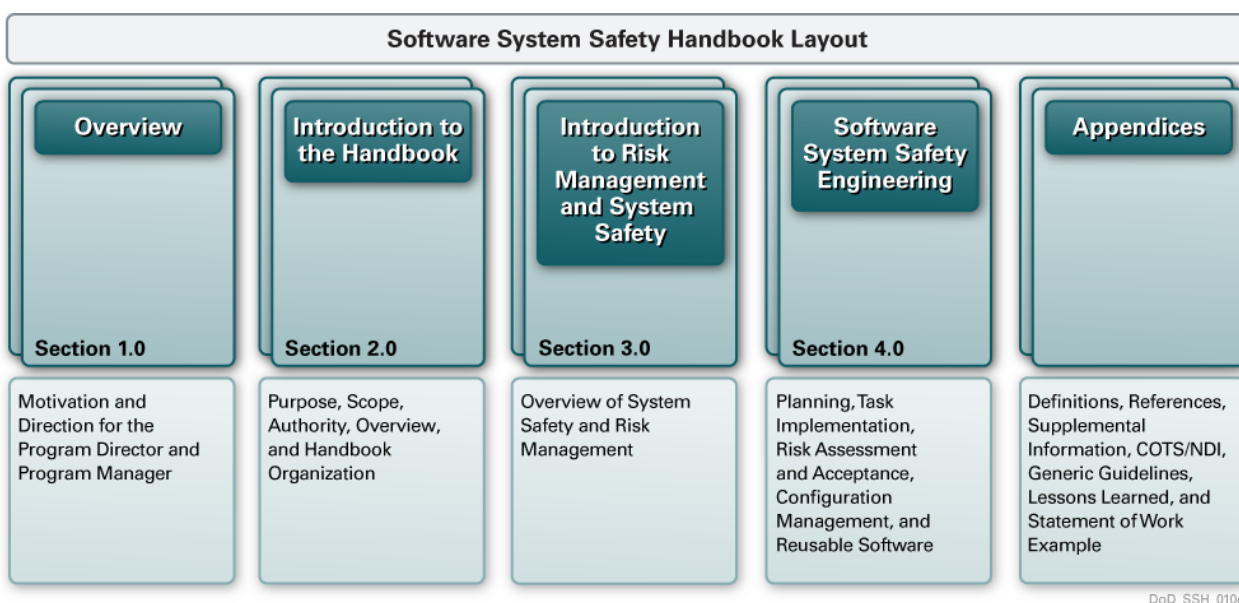 Software System Safety Handbook Layout
Overview
Section 1.0
Motivation and
Direction for the
Program Director and
Program Manager
Introduction to
the Handbook
Section 2.0
Purpose, Scope,
Authority, Overview,
and Handbook
Organization
Introduction
to Risk
Management
and System
Safety
Section 3.0
Overview of System
Safety and Risk
Management
Software
System Safety
Engineering
Section 4.0
Planning, Task
Implementation,
Risk Assessment
and Acceptance,
Configuration
Management, and
Reusable Software
Appendices
Definitions, References,
Supplemental
Information, COTS/NDI,
Generic Guidelines,
Lessons Learned, and
Statement of Work
Example
DoD_SSH_010